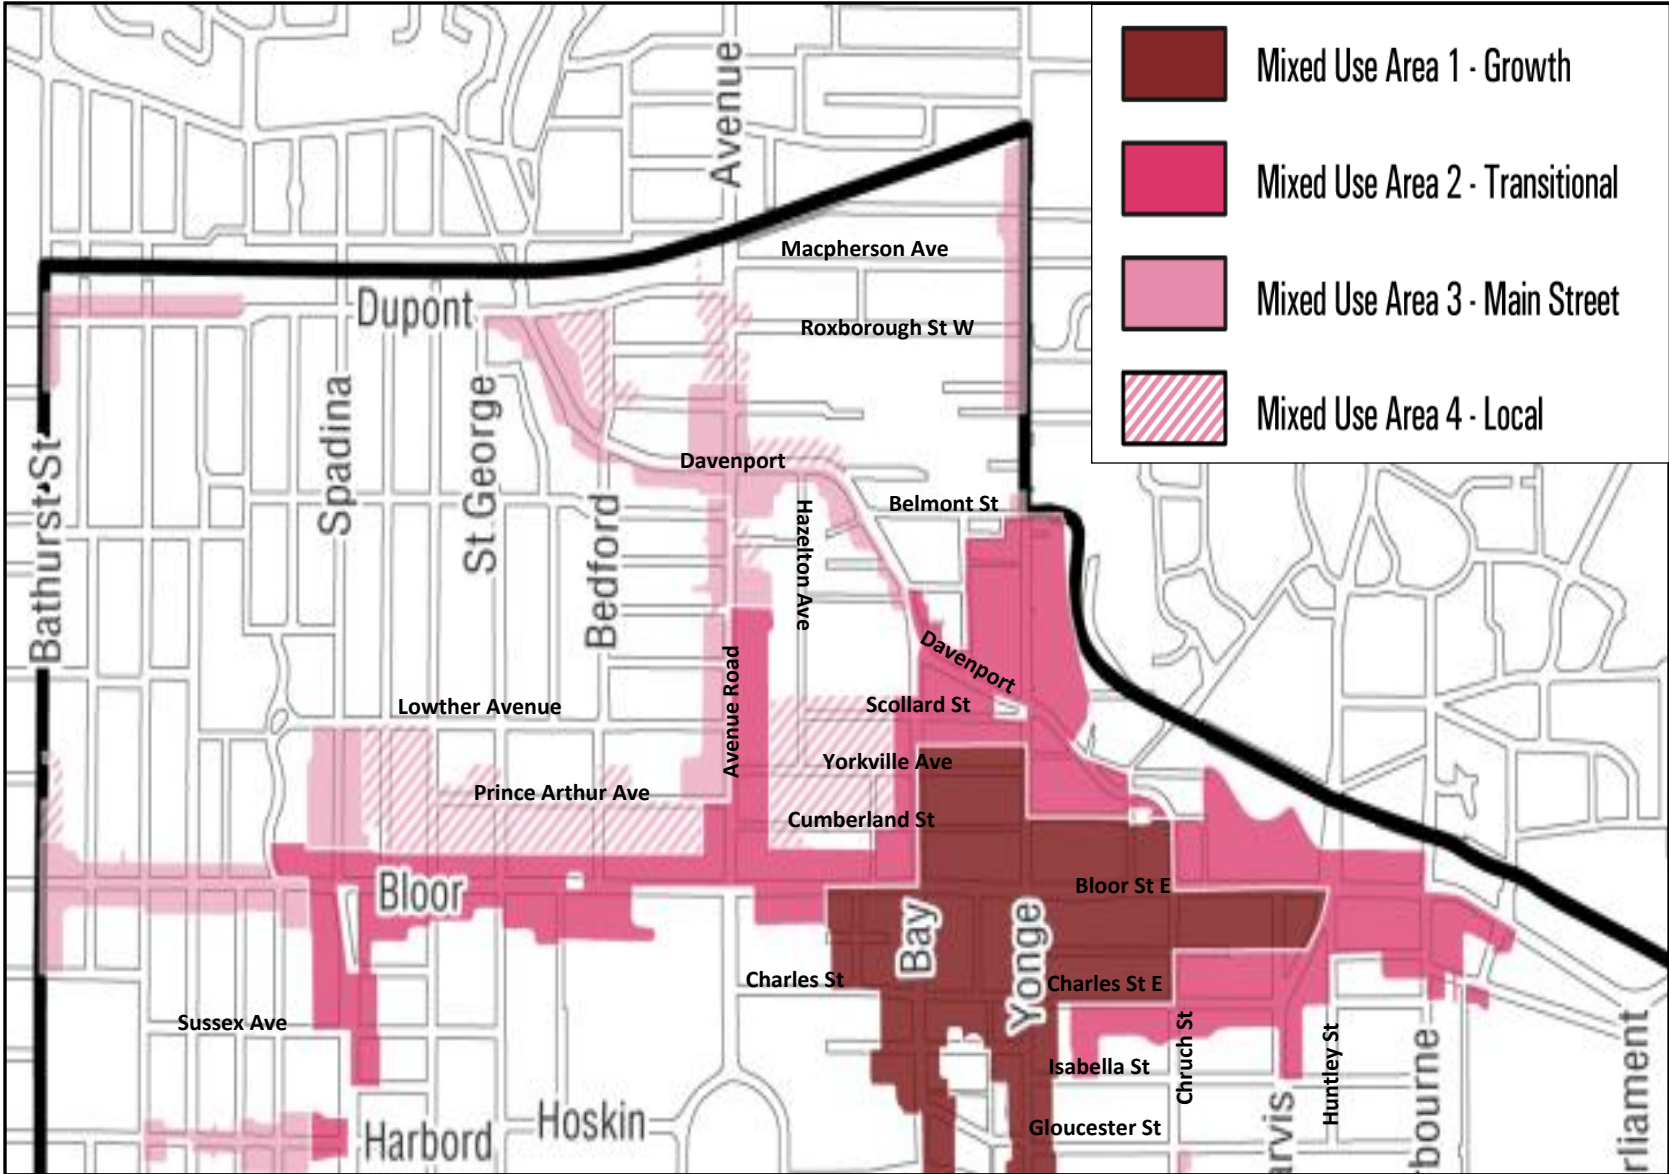 Mixed Use Area 1 - Growth
Mixed Use Area 2 - Transitional
Mixed Use Area 3 - Main Street
Mixed Use Area 4 - Local
Avenue
Macpherson Ave
Dupont
Roxborough St W
Bathurst St
Spadina
St George
Bedford
Davenport
Hazelton Ave
Belmont St
Davenport
Lowther Avenue
Avenue Road
Scollard St
Yorkville Ave
Prince Arthur Ave
Cumberland St
Bloor
Bloor St E
Bay
Yonge
Charles St
Charles St E
Sussex Ave
Chruch St
Huntley St
Isabella St
Harbord
Hoskin
Gloucester St
arvis
rbourne
rliament